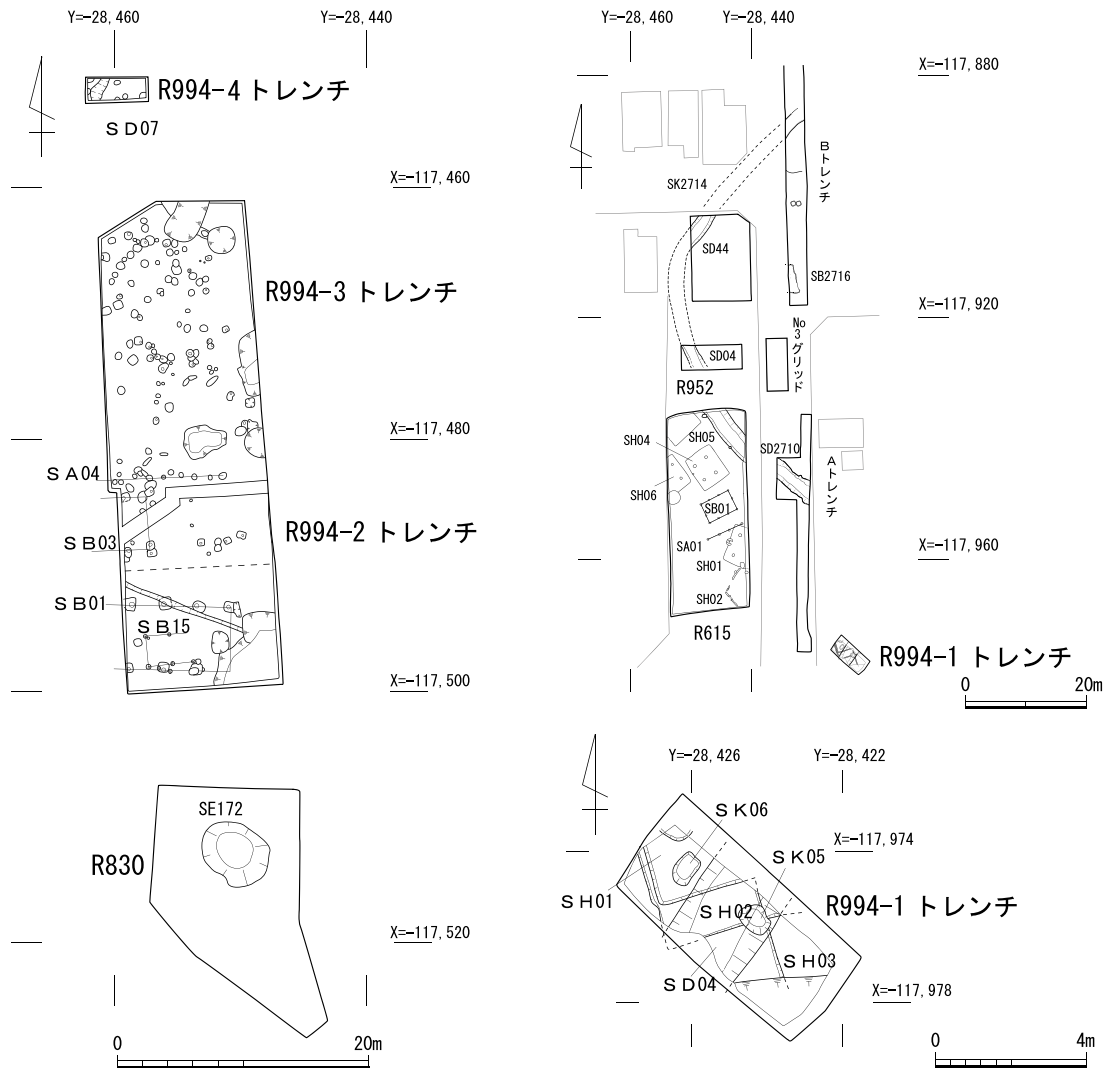 Y=-28,460
Y=-28,440
R994-4 トレンチ
SD07
X=-117,460
R994-3 トレンチ
X=-117,480
SA04
R994-2 トレンチ
SB03
SB01
SB15
X=-117,500
SE172
R830
X=-117,520
0
20m
Y=-28,460
Y=-28,440
X=-117,880
Bトレンチ
SK2714
SD44
SB2716
X=-117,920
No3グリッド
SD04
R952
SH04
SH05
SD2710
Aトレンチ
SH06
SB01
SA01
X=-117,960
SH01
SH02
R615
R994-1 トレンチ
0
20m
Y=-28,426
Y=-28,422
SK06
X=-117,974
SK05
SH01
SH02
R994-1 トレンチ
SH03
SD04
X=-117,978
0
4m